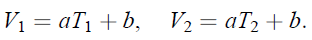 V₁ = aT₁ + b,    V₂ = aT₂ + b.